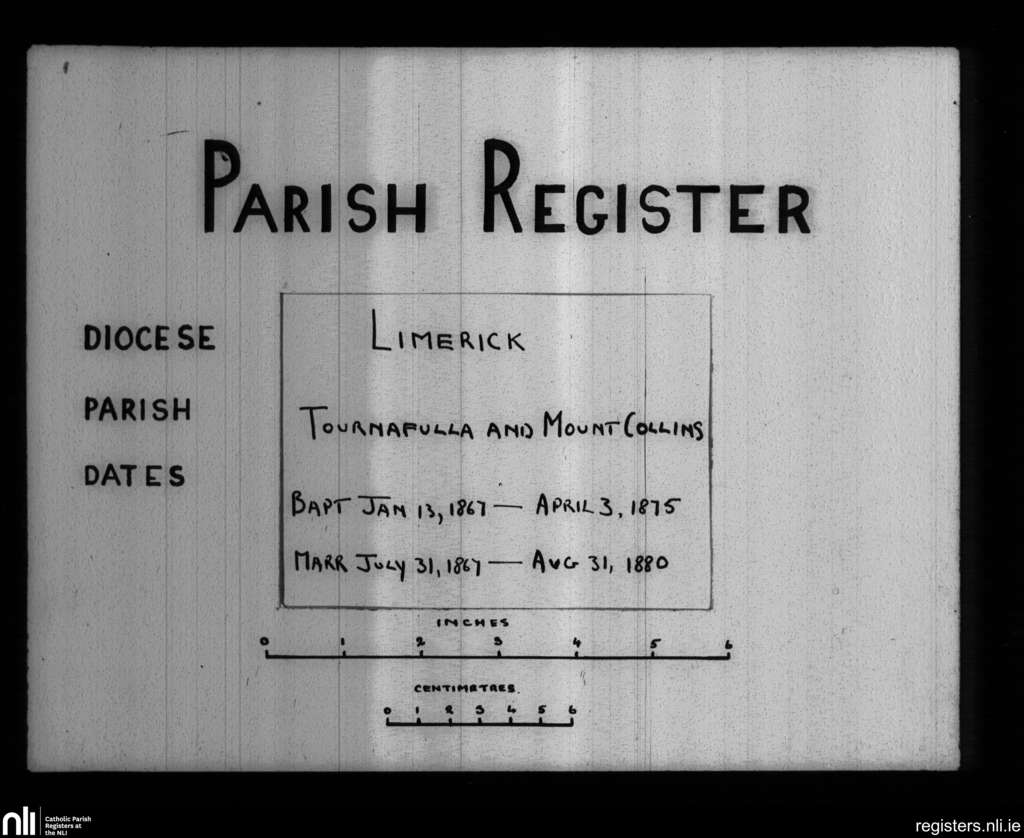 PARISH REGISTER
DIOCESE LIMERICK
PARISH TOURNAFULLA AND MOUNTCOLLINS
DATES
BAPT JAN 13, 1867 — APRIL 3, 1875
MARR JULY 31, 1867 — AUG 31, 1880
INCHES
0 1 2 3 4 5 6
CENTIMETRES.
0 1 2 3 4 5 6
nli Catholic Parish
Registers at
the NLI
registers.nli.ie